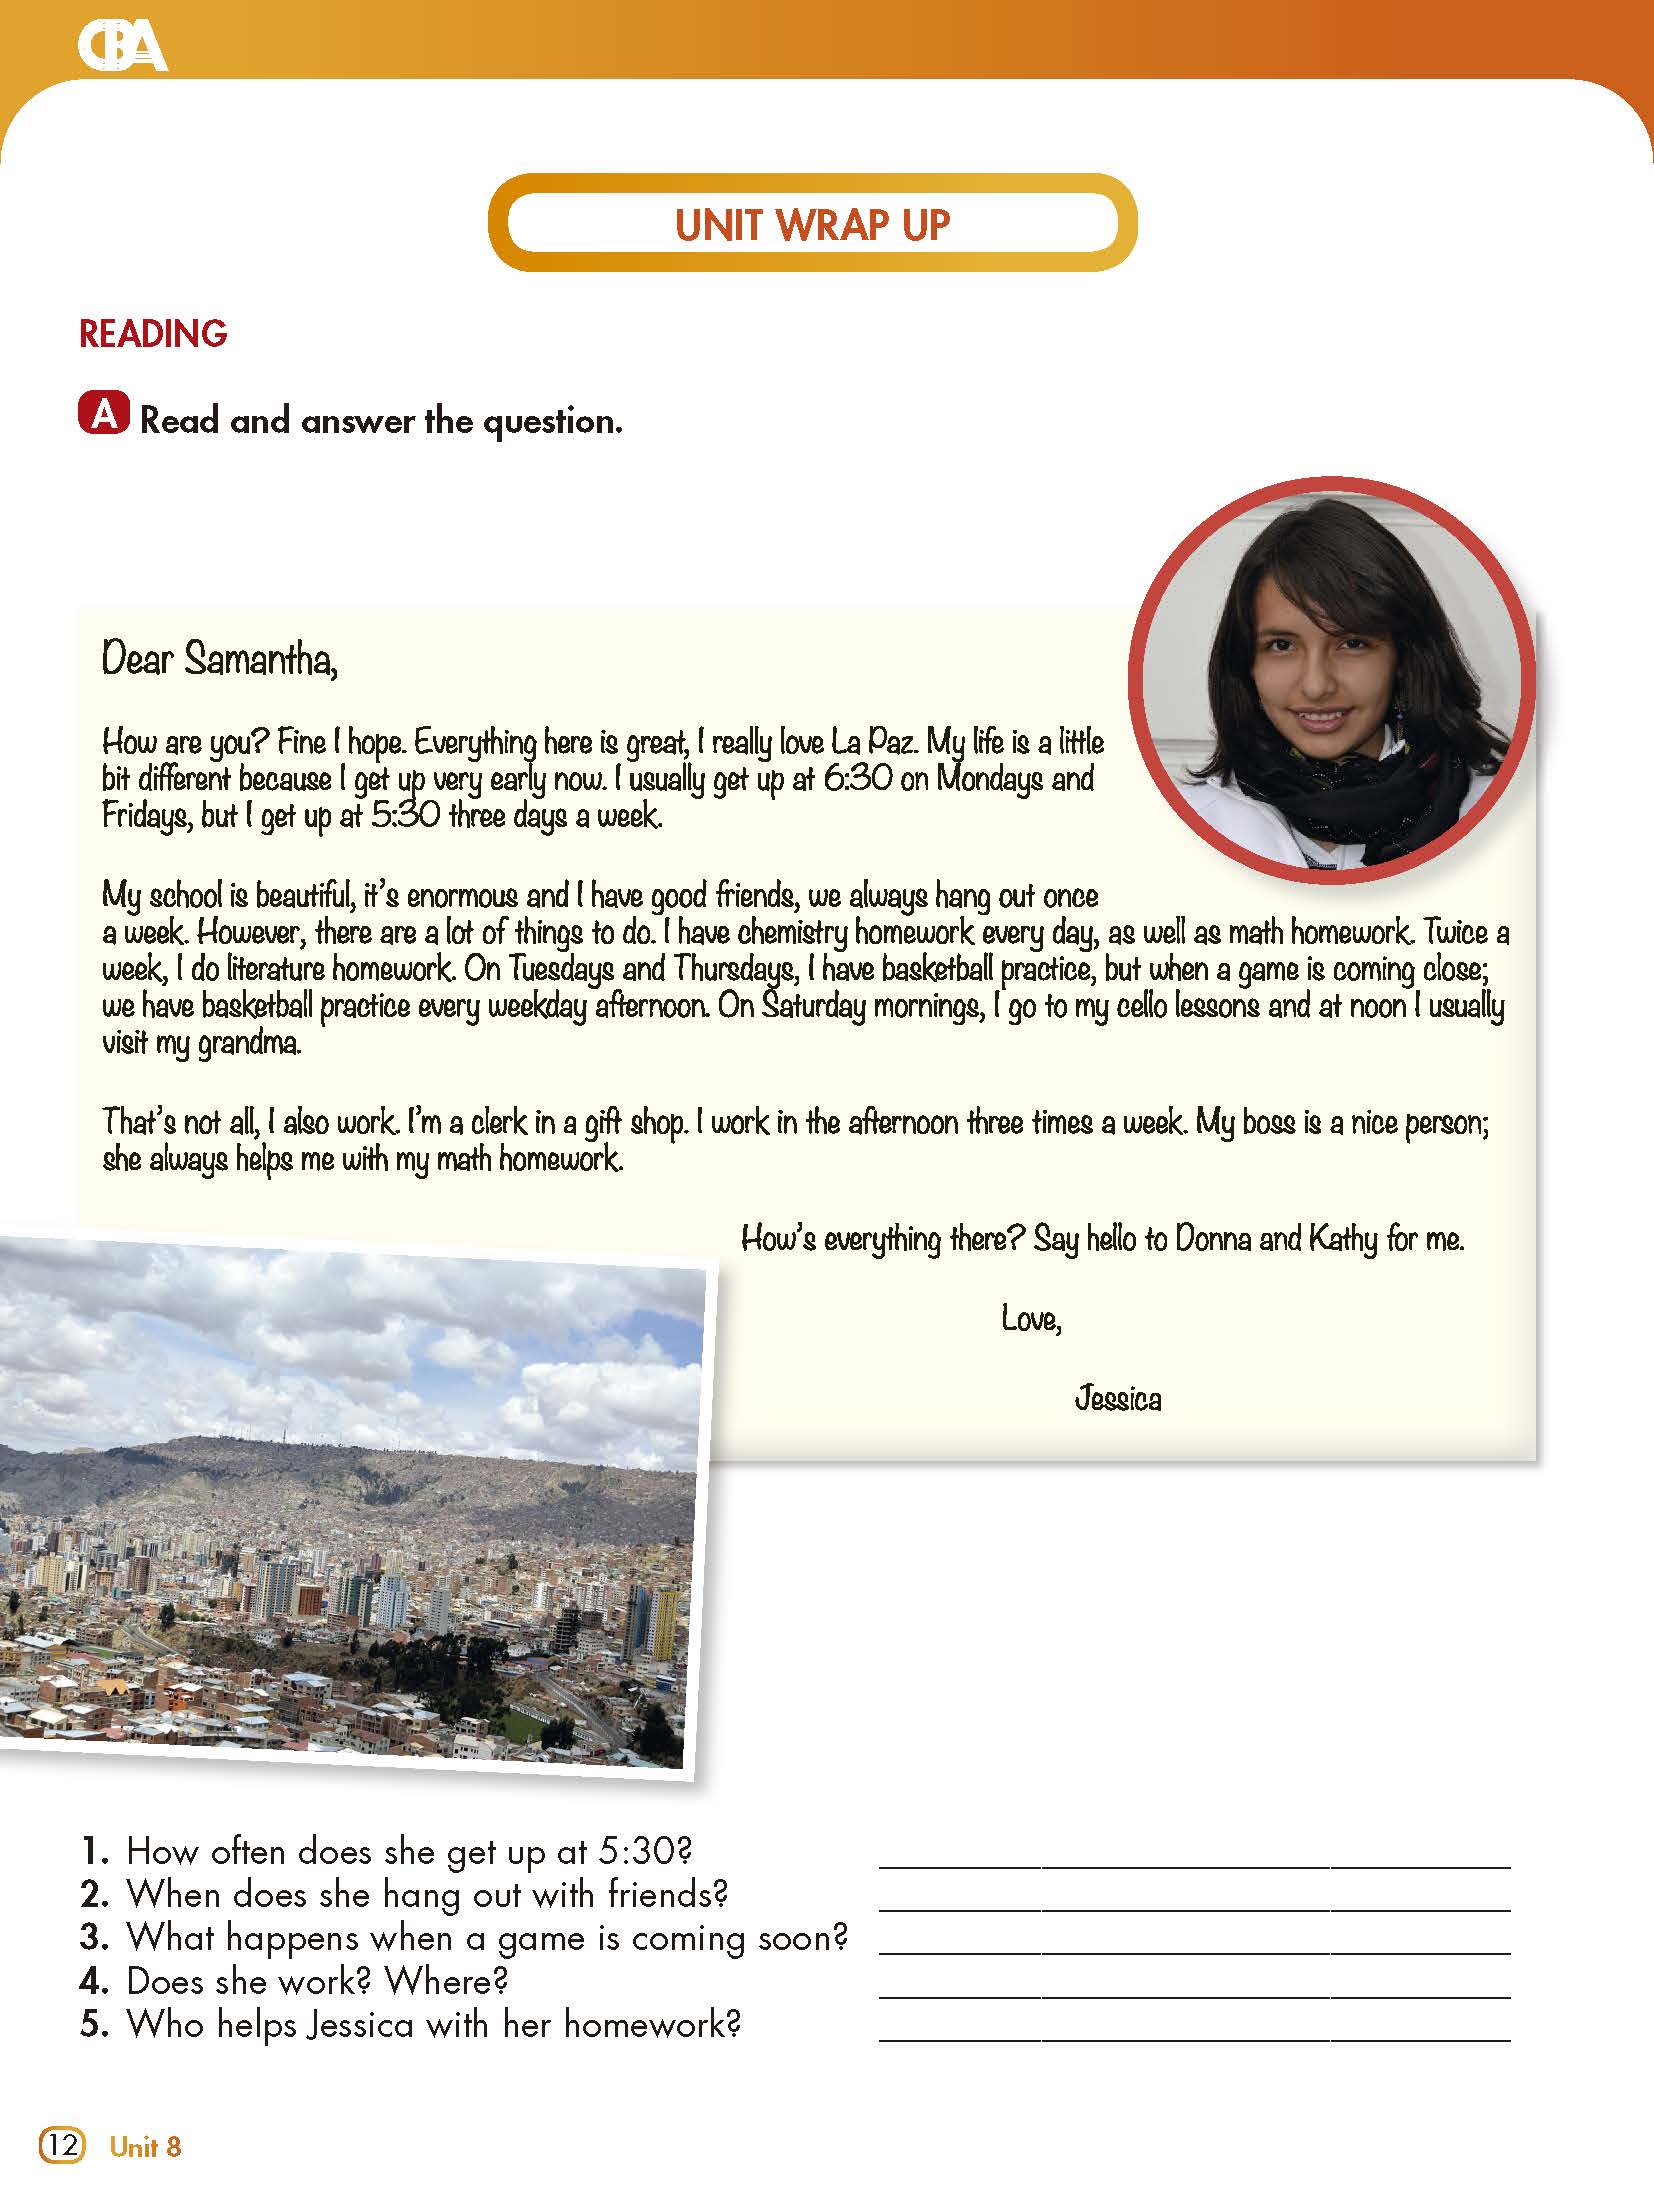 CBA
UNIT WRAP UP
READING
A Read and answer the question.
Dear Samantha,
How are you? Fine I hope. Everything here is great, I really love La Paz. My life is a little
bit different because I get up very early now. I usually get up at 6:30 on Mondays and
Fridays, but I get up at 5:30 three days a week.
My school is beautiful, it's enormous and I have good friends, we always hang out once
a week. However, there are a lot of things to do. I have chemistry homework every day, as well as math homework. Twice a
week, I do literature homework. On Tuesdays and Thursdays, I have basketball practice, but when a game is coming close;
we have basketball practice every weekday afternoon. On Saturday mornings, I go to my cello lessons and at noon I usually
visit my grandma.
That's not all, I also work. I'm a clerk in a gift shop. I work in the afternoon three times a week. My boss is a nice person;
she always helps me with my math homework.
How's everything there? Say hello to Donna and Kathy for me.
Love,
Jessica
1. How often does she get up at 5:30?
2. When does she hang out with friends?
3. What happens when a game is coming soon?
4. Does she work? Where?
5. Who helps Jessica with her homework?
12 Unit 8